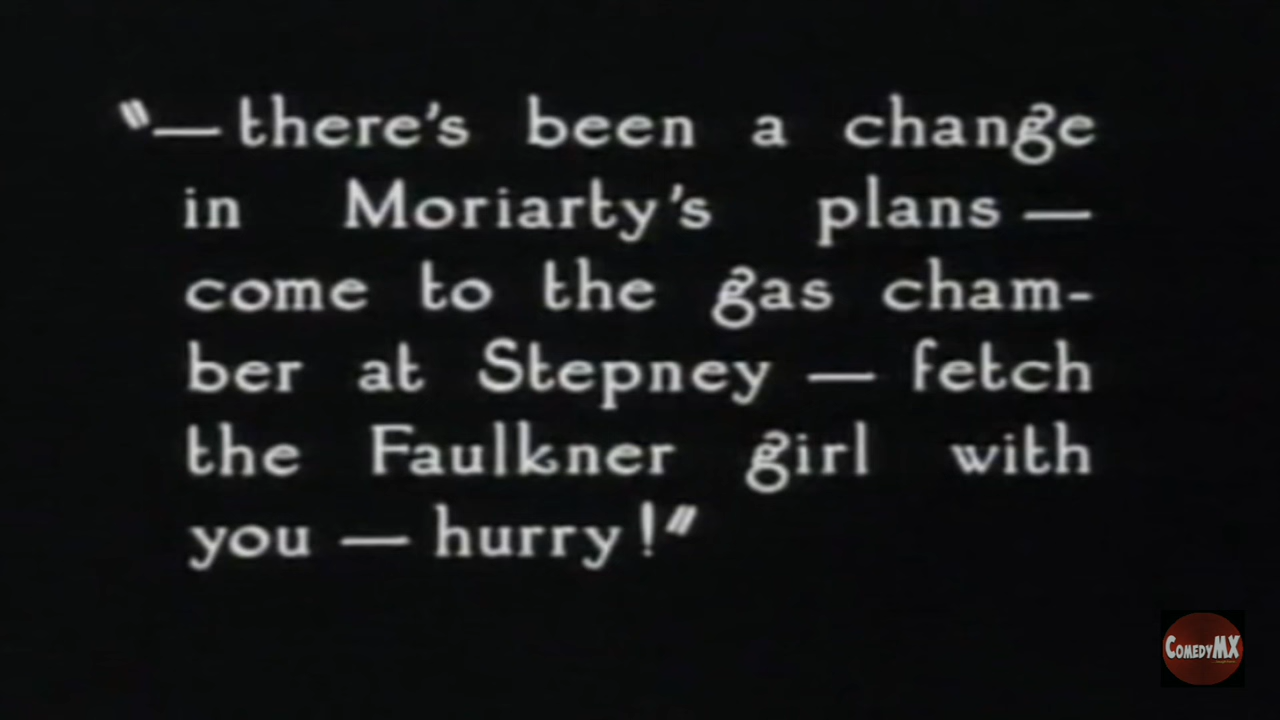 "—there's been a change
in Moriarty's plans—
come to the gas cham-
ber at Stepney — fetch
the Faulkner girl with
you — hurry!"
ComedyMX